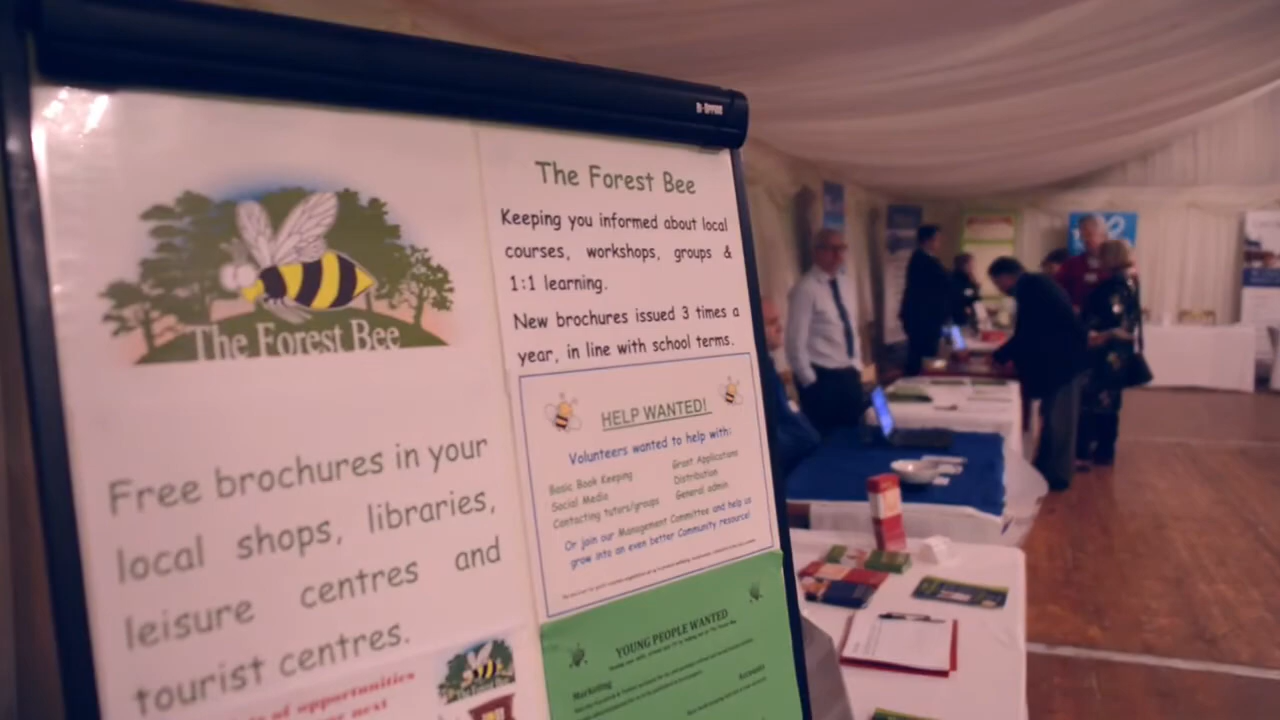 The Forest Bee
Free brochures in your
local shops, libraries,
leisure centres and
tourist centres.
of opportunities
next
The Forest Bee
Keeping you informed about local
courses, workshops, groups &
1:1 learning.
New brochures issued 3 times a
year, in line with school terms.
HELP WANTED!
Volunteers wanted to help with:
Basic Book Keeping
Social Media
Contacting tutors/groups
Grant Applications
Distribution
General admin
Or join our Management Committee and help us
grow into an even better Community resource!
YOUNG PEOPLE WANTED
Marketing
Accounts